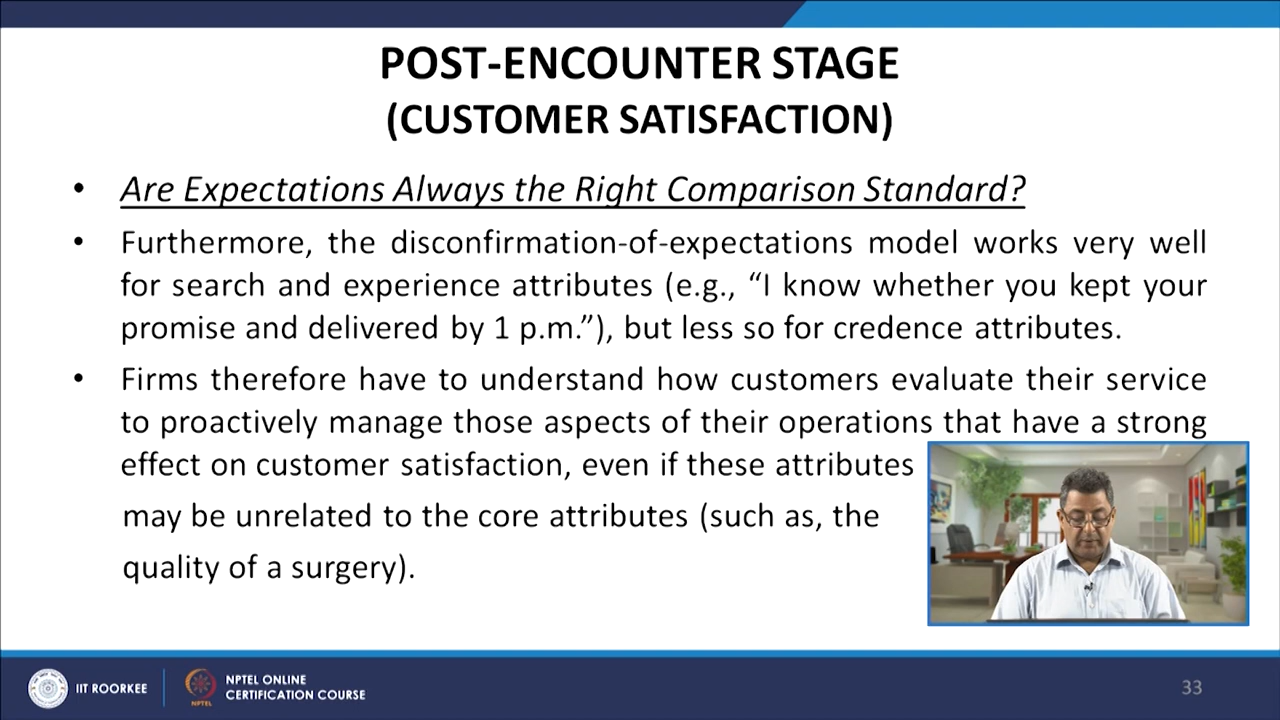 POST-ENCOUNTER STAGE
(CUSTOMER SATISFACTION)
• Are Expectations Always the Right Comparison Standard?
• Furthermore, the disconfirmation-of-expectations model works very well
for search and experience attributes (e.g., “I know whether you kept your
promise and delivered by 1 p.m.”), but less so for credence attributes.
• Firms therefore have to understand how customers evaluate their service
to proactively manage those aspects of their operations that have a strong
effect on customer satisfaction, even if these attributes
may be unrelated to the core attributes (such as, the
quality of a surgery).
IIT ROORKEE
NPTEL
NPTEL ONLINE
CERTIFICATION COURSE
33